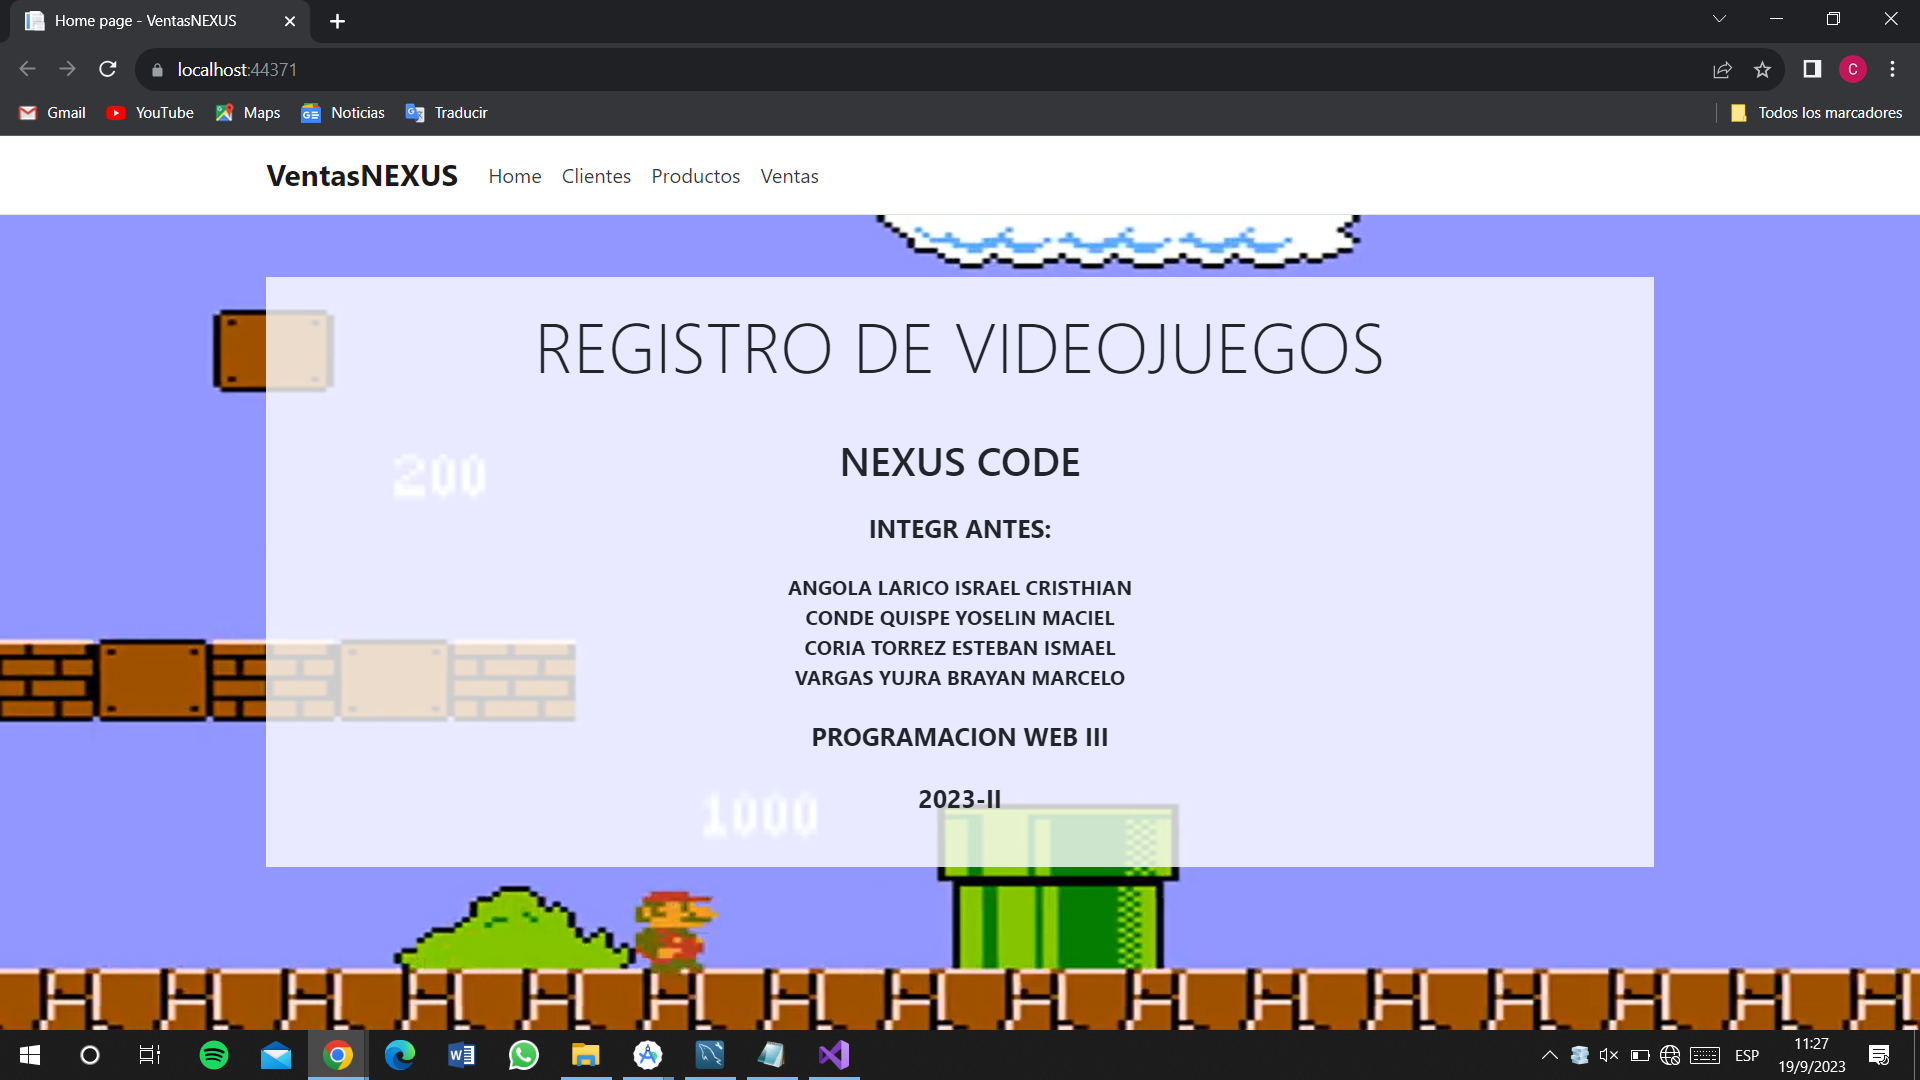 Home page - VentasNEXUS
localhost:44371
C
Gmail YouTube Maps Noticias Traducir Todos los marcadores
VentasNEXUS Home Clientes Productos Ventas
REGISTRO DE VIDEOJUEGOS
200
NEXUS CODE
INTEGR ANTES:
ANGOLA LARICO ISRAEL CRISTHIAN
CONDE QUISPE YOSELIN MACIEL
CORIA TORREZ ESTEBAN ISMAEL
VARGAS YUJRA BRAYAN MARCELO
PROGRAMACION WEB III
2023-II
1000
ESP
11:27
19/9/2023